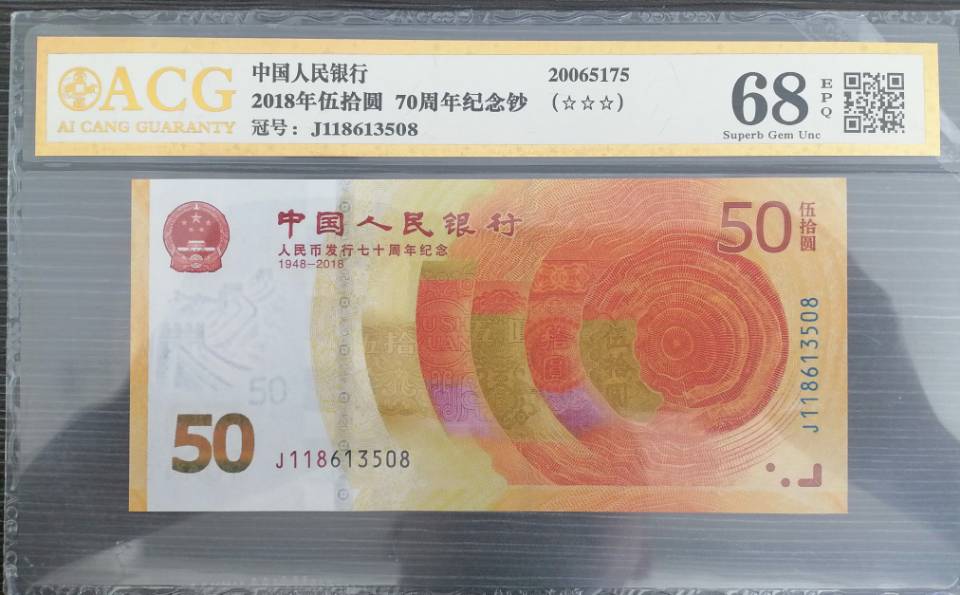 ACG
AI CANG GUARANTY
中国人民银行
20065175
2018年伍拾圆 70周年纪念钞
(☆☆☆)
冠号: J118613508
68
EPQ
Superb Gem Unc
中国人民银行
人民币发行七十周年纪念
1948-2018
50
伍拾圆
50
50
J118613508
J118613508